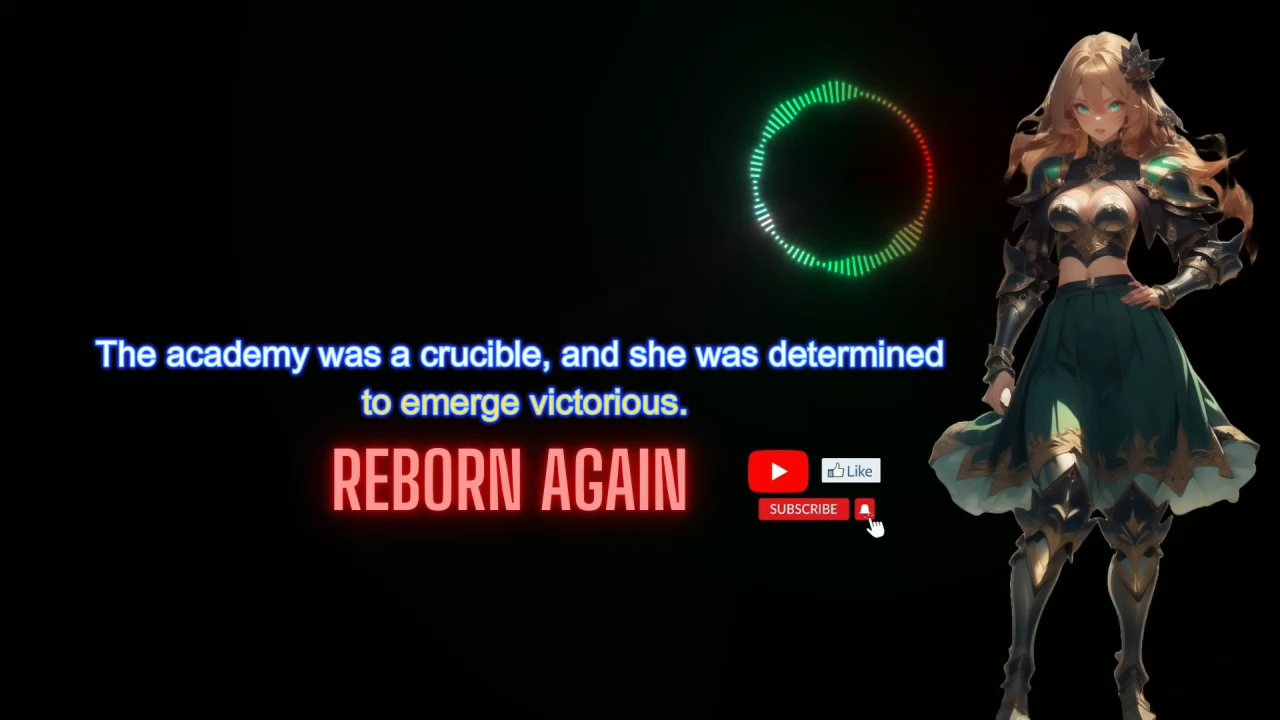 The academy was a crucible, and she was determined
to emerge victorious.
REBORN AGAIN
Like
SUBSCRIBE